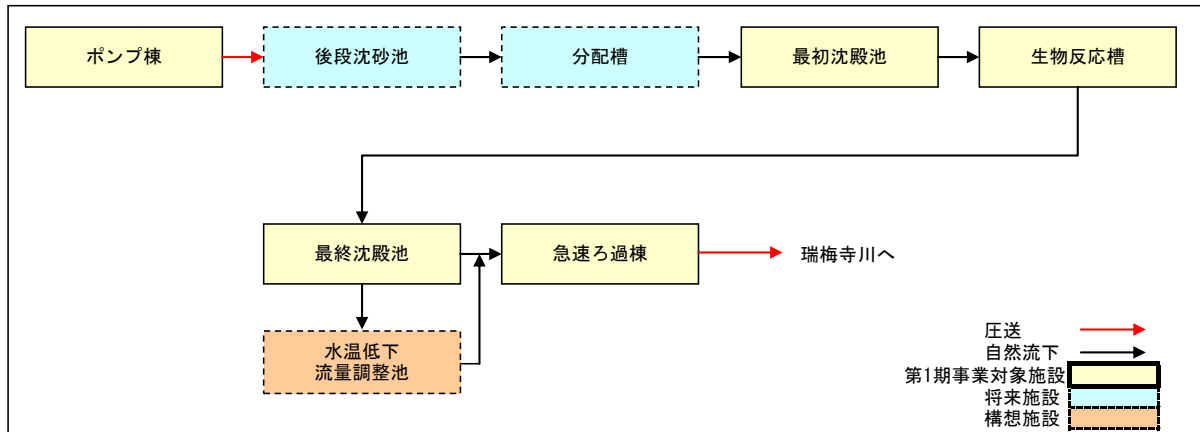 ポンプ棟
後段沈砂池
分配槽
最初沈殿池
生物反応槽
最終沈殿池
急速ろ過棟
瑞梅寺川へ
水温低下
流量調整池
圧送
自然流下
第1期事業対象施設
将来施設
構想施設